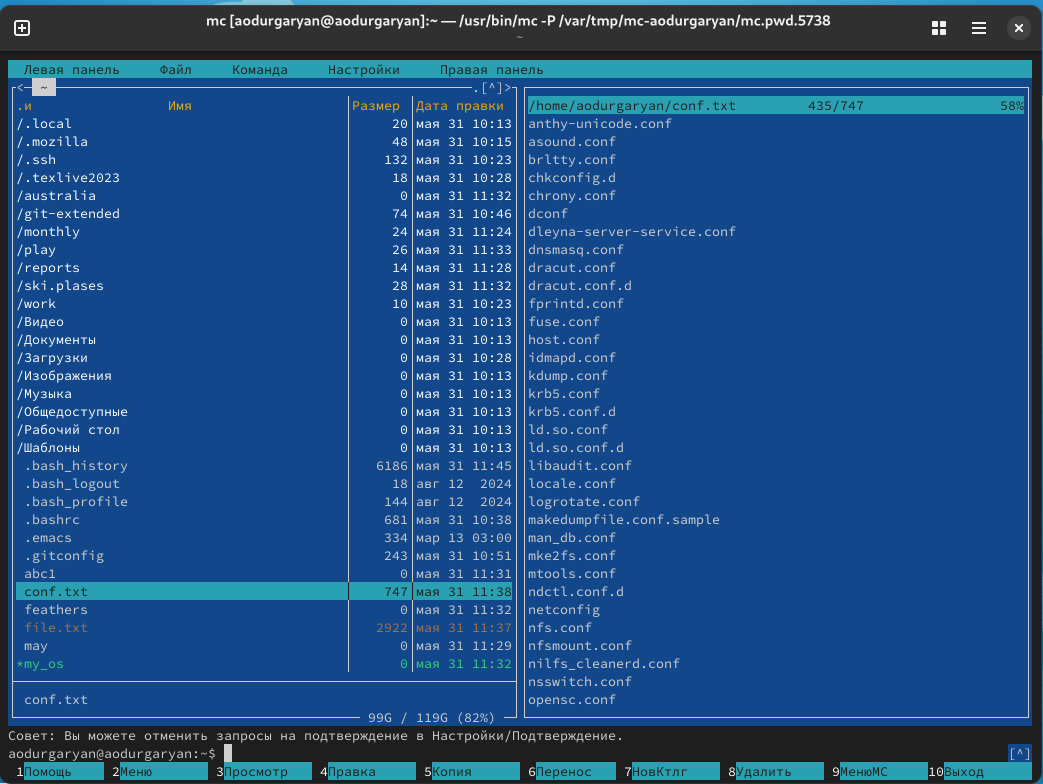 mc [aodurgaryan@aodurgaryan]:~ — /usr/bin/mc -P /var/tmp/mc-aodurgaryan/mc.pwd.5738
~
Левая панель Файл Команда Настройки Правая панель
<─ ~ .[^]>
.и Имя Размер Дата правки
/.local 20 мая 31 10:13
/.mozilla 48 мая 31 10:15
/.ssh 132 мая 31 10:23
/.texlive2023 18 мая 31 10:28
/australia 0 мая 31 11:32
/git-extended 74 мая 31 10:46
/monthly 24 мая 31 11:24
/play 26 мая 31 11:33
/reports 14 мая 31 11:28
/ski.plases 28 мая 31 11:32
/work 10 мая 31 10:23
/Видео 0 мая 31 10:13
/Документы 0 мая 31 10:13
/Загрузки 0 мая 31 10:28
/Изображения 0 мая 31 10:13
/Музыка 0 мая 31 10:13
/Общедоступные 0 мая 31 10:13
/Рабочий стол 0 мая 31 10:13
/Шаблоны 0 мая 31 10:13
.bash_history 6186 мая 31 11:45
.bash_logout 18 авг 12 2024
.bash_profile 144 авг 12 2024
.bashrc 681 мая 31 10:38
.emacs 334 мар 13 03:00
.gitconfig 243 мая 31 10:51
abc1 0 мая 31 11:31
conf.txt 747 мая 31 11:38
feathers 0 мая 31 11:32
file.txt 2922 мая 31 11:37
may 0 мая 31 11:29
*my_os 0 мая 31 11:32
conf.txt
99G / 119G (82%)
/home/aodurgaryan/conf.txt 435/747 58%
anthy-unicode.conf
asound.conf
brltty.conf
chkconfig.d
chrony.conf
dconf
dleyna-server-service.conf
dnsmasq.conf
dracut.conf
dracut.conf.d
fprintd.conf
fuse.conf
host.conf
idmapd.conf
kdump.conf
krb5.conf
krb5.conf.d
ld.so.conf
ld.so.conf.d
libaudit.conf
locale.conf
logrotate.conf
makedumpfile.conf.sample
man_db.conf
mke2fs.conf
mtools.conf
ndctl.conf.d
netconfig
nfs.conf
nfsmount.conf
nilfs_cleanerd.conf
nsswitch.conf
opensc.conf
Совет: Вы можете отменить запросы на подтверждение в Настройки/Подтверждение.
aodurgaryan@aodurgaryan:~$ [^]
1Помощь 2Меню 3Просмотр 4Правка 5Копия 6Перенос 7НовКтлг 8Удалить 9МенюМС 10Выход